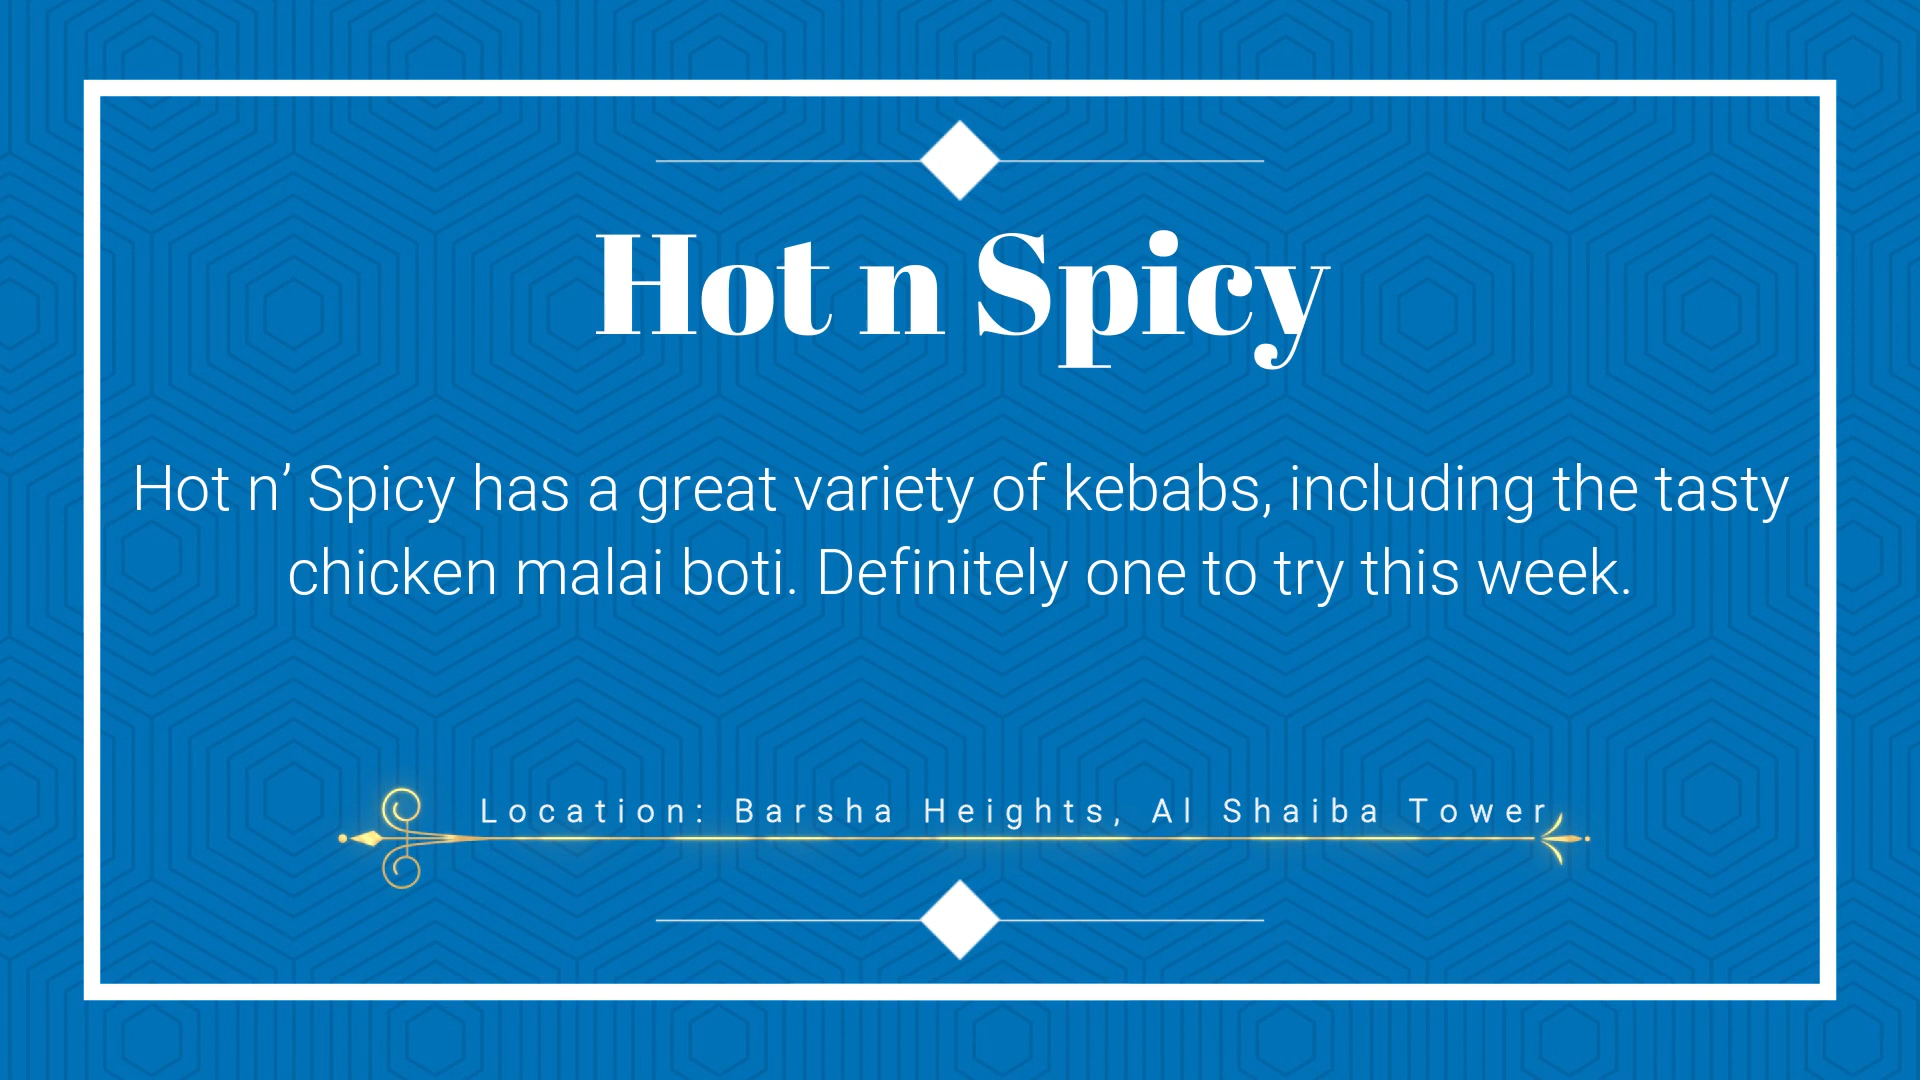 Hot n Spicy
Hot n’ Spicy has a great variety of kebabs, including the tasty
chicken malai boti. Definitely one to try this week.
Location: Barsha Heights, Al Shaiba Tower